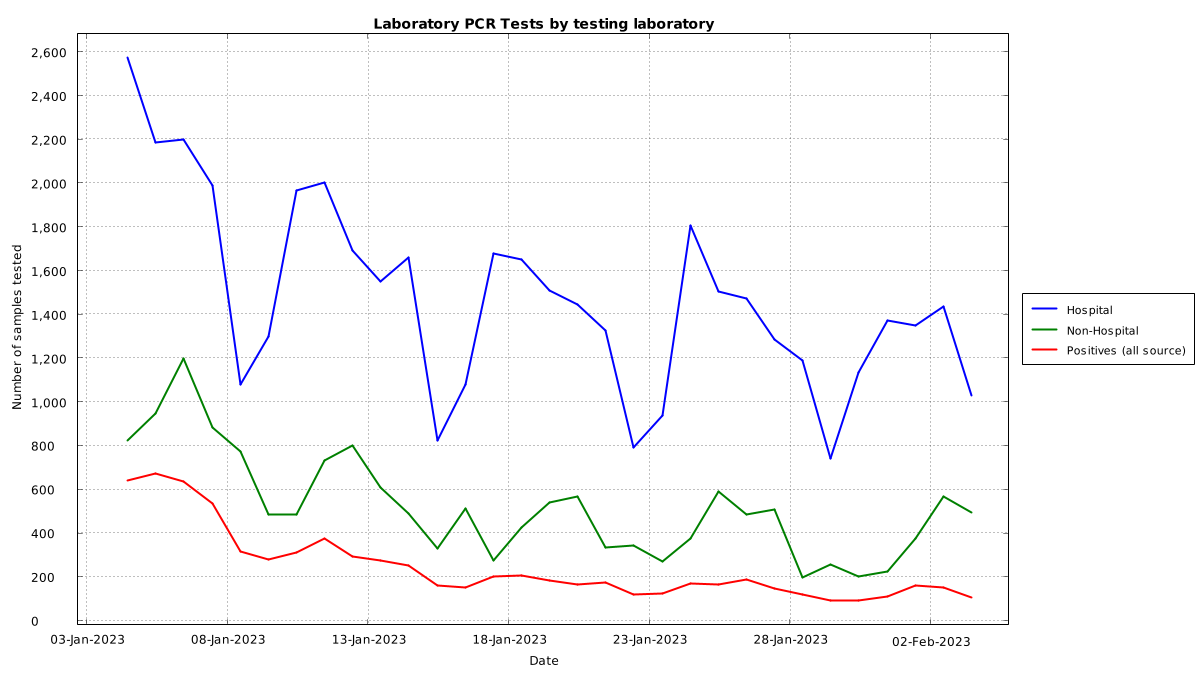 Laboratory PCR Tests by testing laboratory
2,600
2,400
2,200
2,000
1,800
1,600
1,400
1,200
1,000
800
600
400
200
0
Number of samples tested
03-Jan-2023 08-Jan-2023 13-Jan-2023 18-Jan-2023 23-Jan-2023 28-Jan-2023 02-Feb-2023
Date
Hospital
Non-Hospital
Positives (all source)